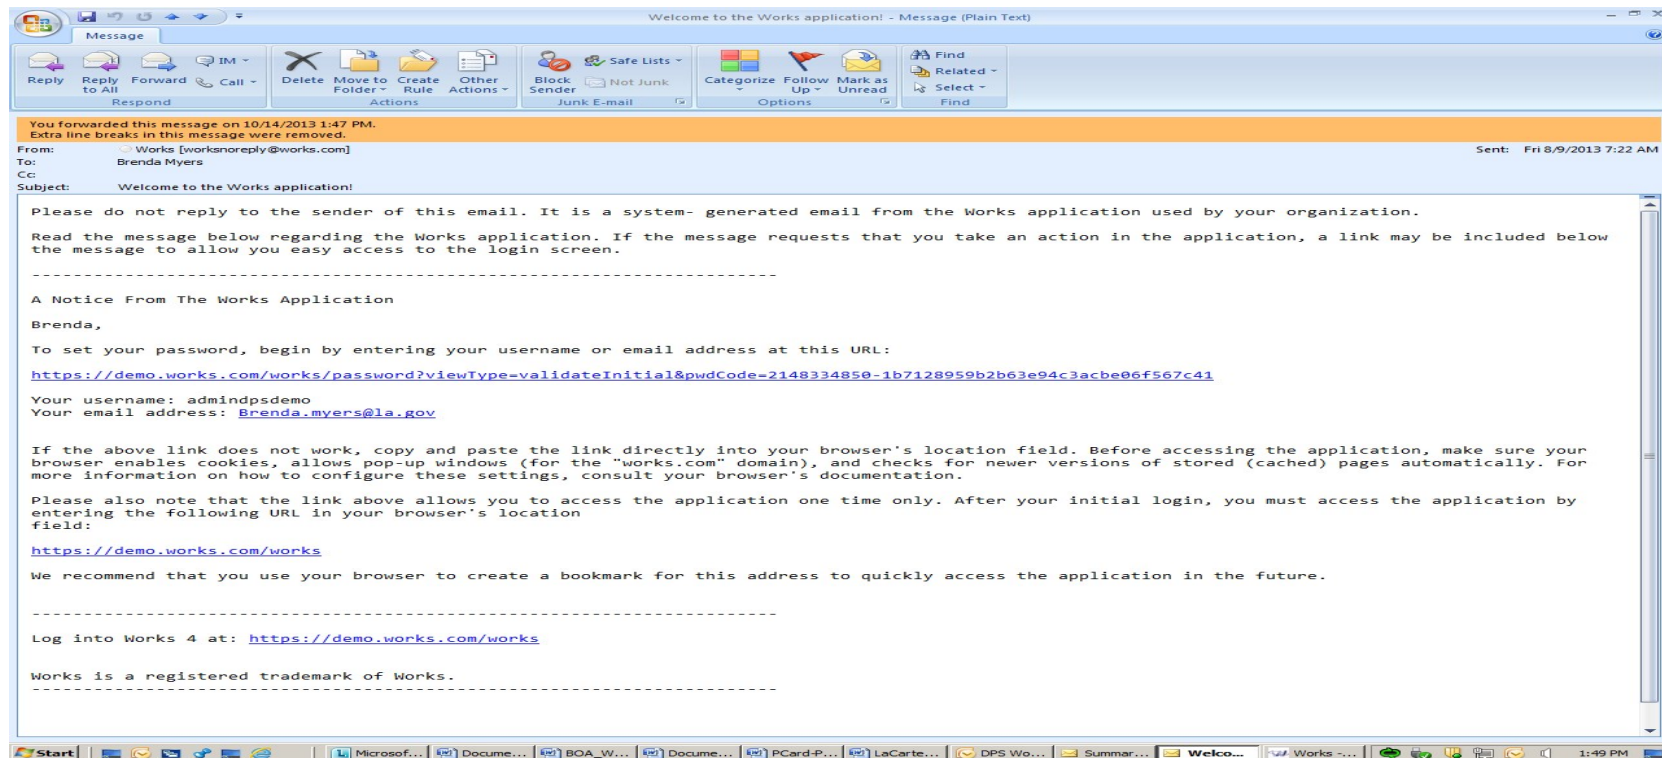 Welcome to the Works application! - Message (Plain Text)
Message
Reply
Reply to All
Forward
IM
Call
Respond
Delete
Move to Folder
Create Rule
Other Actions
Actions
Block Sender
Safe Lists
Not Junk
Junk E-mail
Categorize
Follow Up
Mark as Unread
Options
Find
Related
Select
Find
You forwarded this message on 10/14/2013 1:47 PM.
Extra line breaks in this message were removed.
From: Works [worksnoreply@works.com] Sent: Fri 8/9/2013 7:22 AM
To: Brenda Myers
Cc:
Subject: Welcome to the Works application!
Please do not reply to the sender of this email. It is a system- generated email from the Works application used by your organization.
Read the message below regarding the Works application. If the message requests that you take an action in the application, a link may be included below
the message to allow you easy access to the login screen.
------------------------------------------------------------------------
A Notice From The Works Application
Brenda,
To set your password, begin by entering your username or email address at this URL:
https://demo.works.com/works/password?viewType=validateInitial&pwdCode=2148334850-1b7128959b2b63e94c3acbe06f567c41
Your username: admindpsdemo
Your email address: Brenda.myers@la.gov
If the above link does not work, copy and paste the link directly into your browser's location field. Before accessing the application, make sure your
browser enables cookies, allows pop-up windows (for the "works.com" domain), and checks for newer versions of stored (cached) pages automatically. For
more information on how to configure these settings, consult your browser's documentation.
Please also note that the link above allows you to access the application one time only. After your initial login, you must access the application by
entering the following URL in your browser's location
field:
https://demo.works.com/works
We recommend that you use your browser to create a bookmark for this address to quickly access the application in the future.
------------------------------------------------------------------------
Log into Works 4 at: https://demo.works.com/works
Works is a registered trademark of Works.
------------------------------------------------------------------------
Start Microsof... Docume... BOA_W... Docume... PCard-P... LaCarte... DPS Wo... Summar... Welco... Works -... 1:49 PM